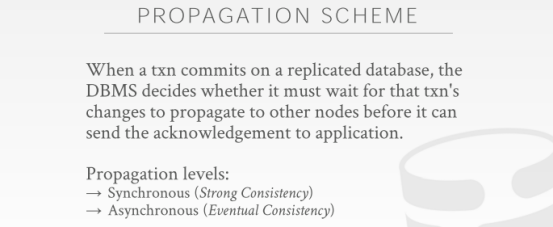 PROPAGATION SCHEME
When a txn commits on a replicated database, the
DBMS decides whether it must wait for that txn's
changes to propagate to other nodes before it can
send the acknowledgement to application.
Propagation levels:
→ Synchronous (Strong Consistency)
→ Asynchronous (Eventual Consistency)